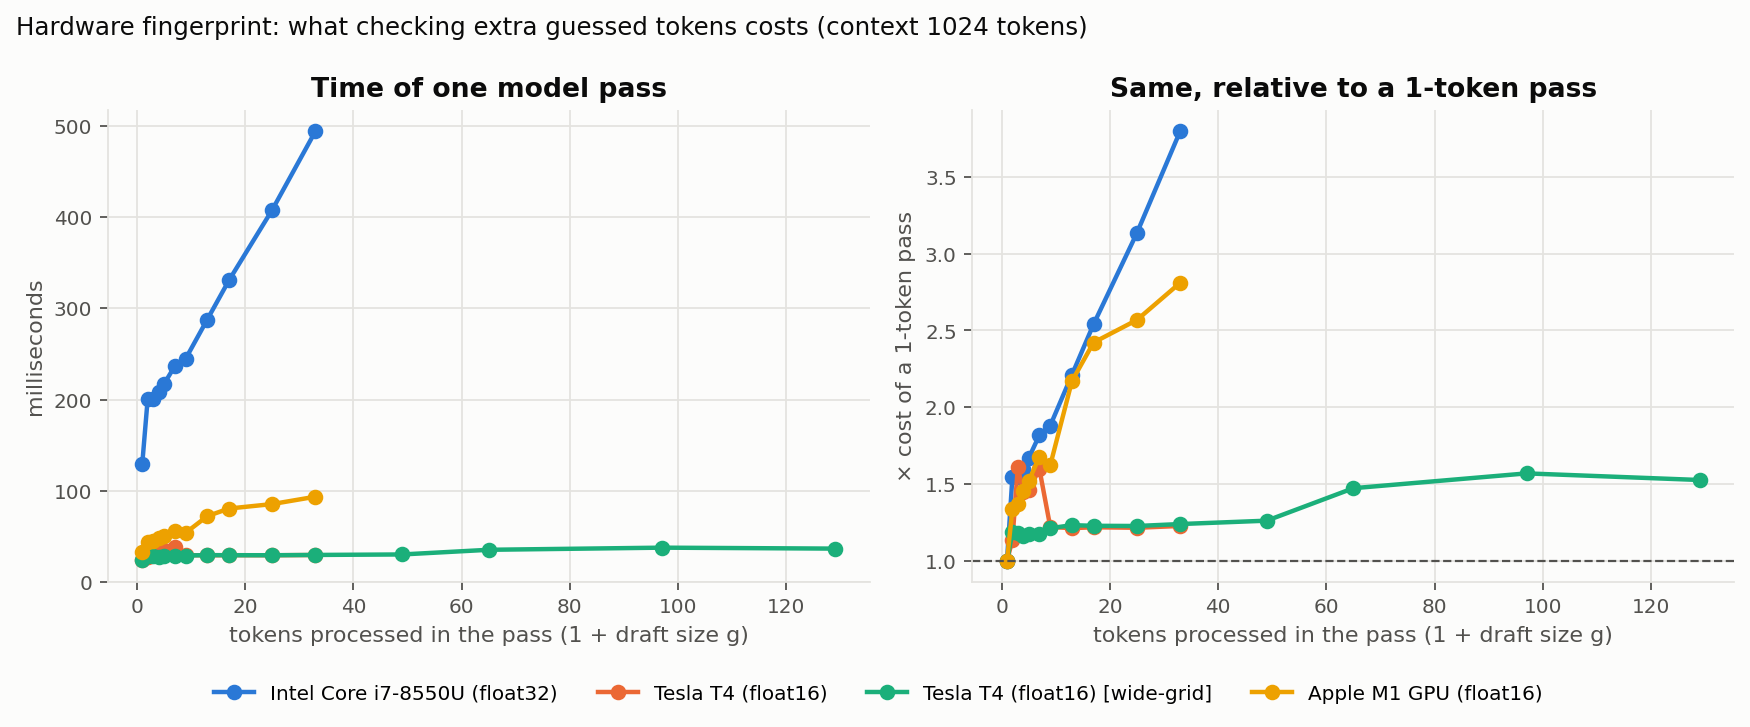 Hardware fingerprint: what checking extra guessed tokens costs (context 1024 tokens)
Time of one model pass
Same, relative to a 1-token pass
milliseconds
500
400
300
200
100
0
0 20 40 60 80 100 120
tokens processed in the pass (1 + draft size g)
× cost of a 1-token pass
3.5
3.0
2.5
2.0
1.5
1.0
0 20 40 60 80 100 120
tokens processed in the pass (1 + draft size g)
Intel Core i7-8550U (float32)
Tesla T4 (float16)
Tesla T4 (float16) [wide-grid]
Apple M1 GPU (float16)